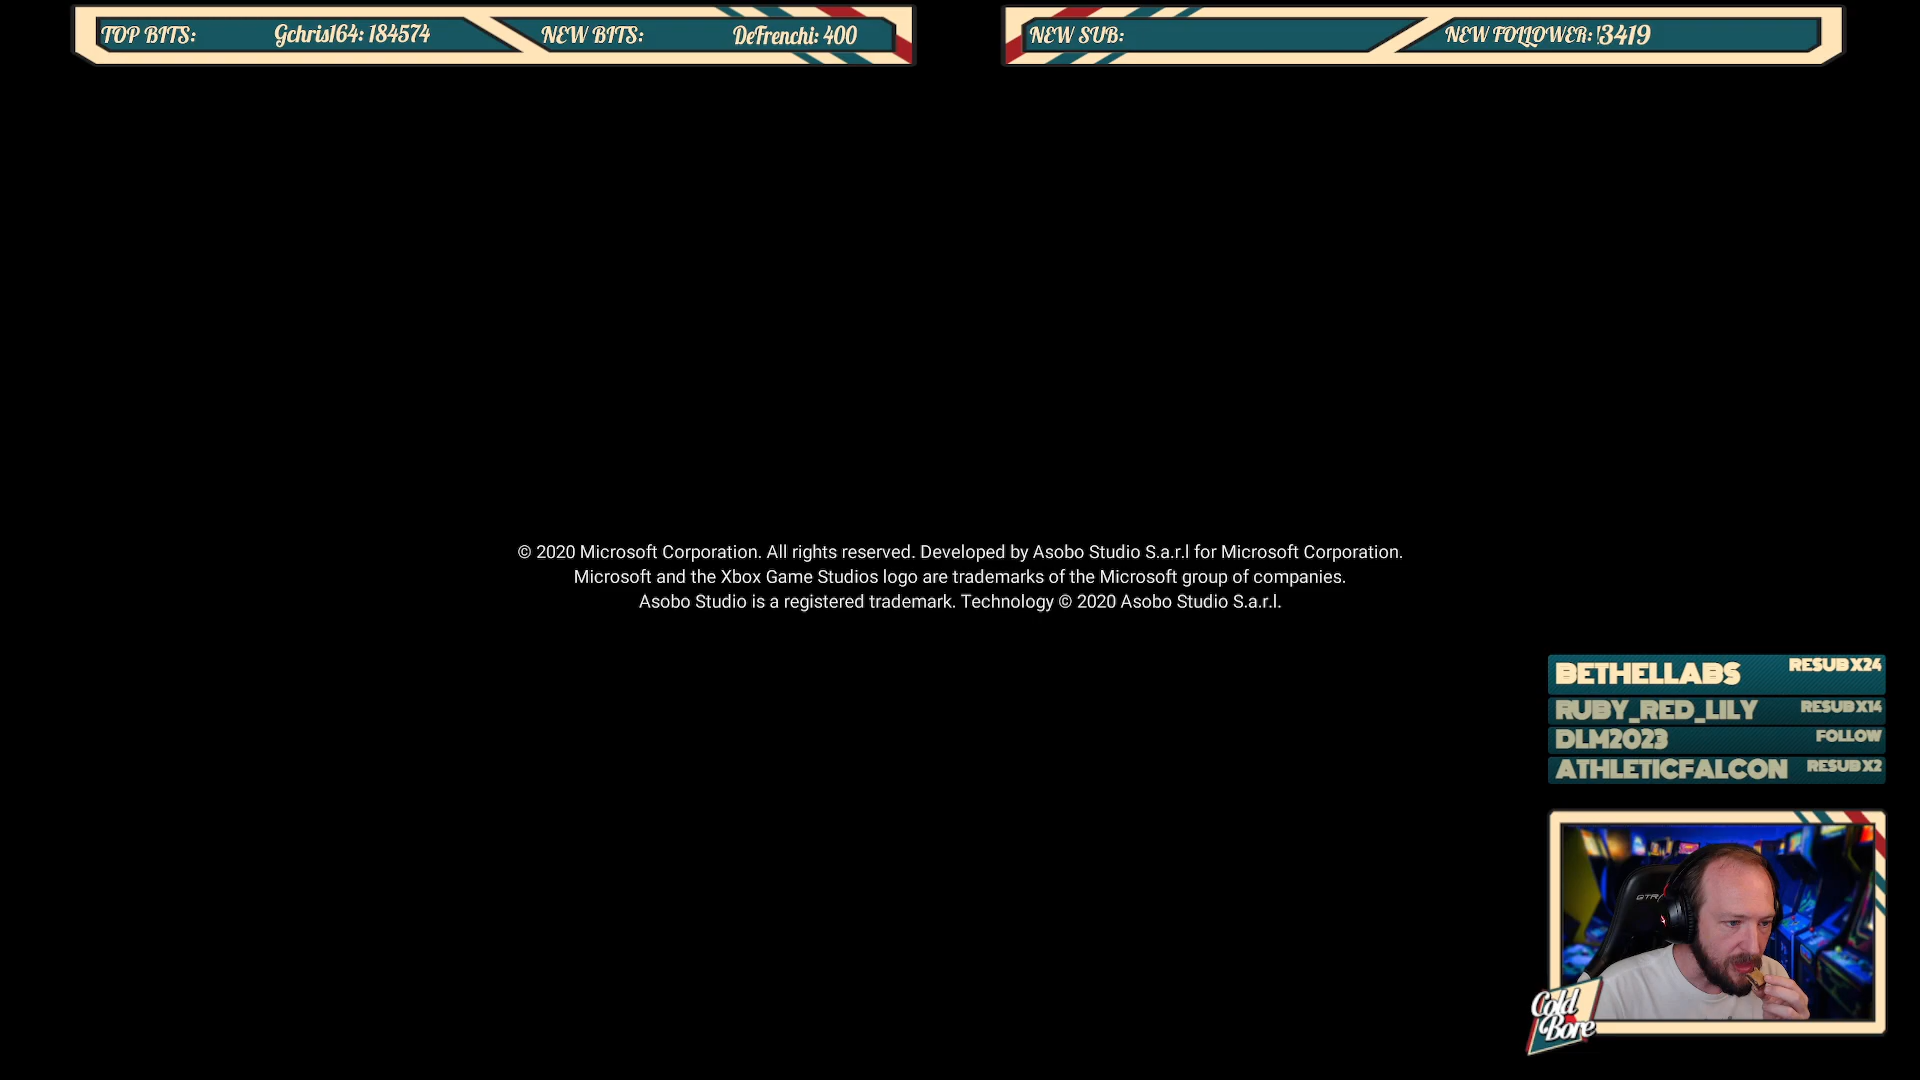 TOP BITS: Gchris164: 184574 NEW BITS: DeFrenchi: 400 NEW SUB: NEW FOLLOWER: !3419
© 2020 Microsoft Corporation. All rights reserved. Developed by Asobo Studio S.a.r.l for Microsoft Corporation.
Microsoft and the Xbox Game Studios logo are trademarks of the Microsoft group of companies.
Asobo Studio is a registered trademark. Technology © 2020 Asobo Studio S.a.r.l.
BETHELLABS RESUB X24
RUBY_RED_LILY RESUB X14
DLM2023 FOLLOW
ATHLETICFALCON RESUB X2
Cold
Bore